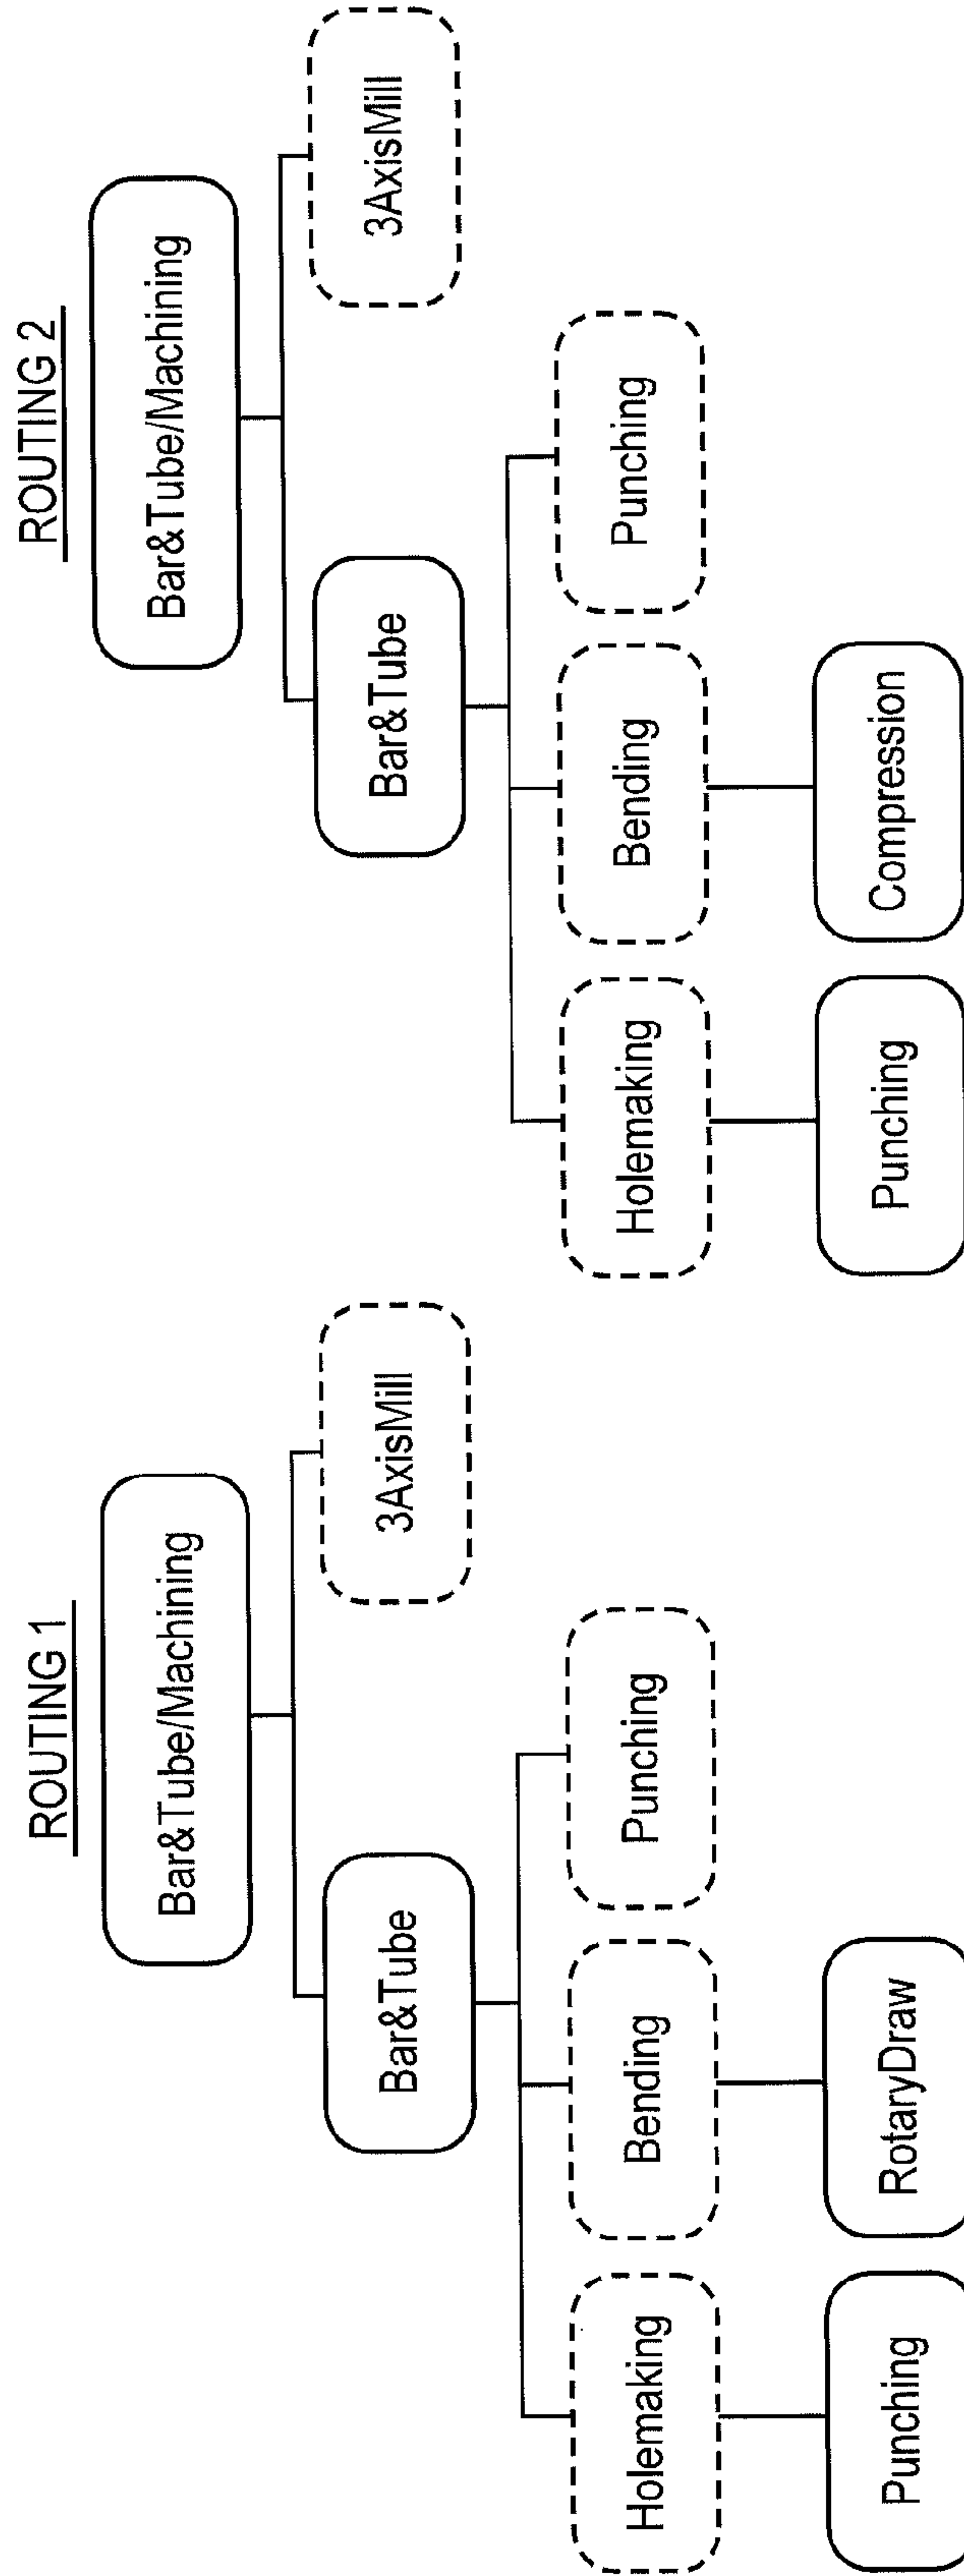 ROUTING 1
Bar&Tube/Machining
Bar&Tube
3AxisMill
Holemaking
Bending
Punching
Punching
RotaryDraw
ROUTING 2
Bar&Tube/Machining
Bar&Tube
3AxisMill
Holemaking
Bending
Punching
Punching
Compression